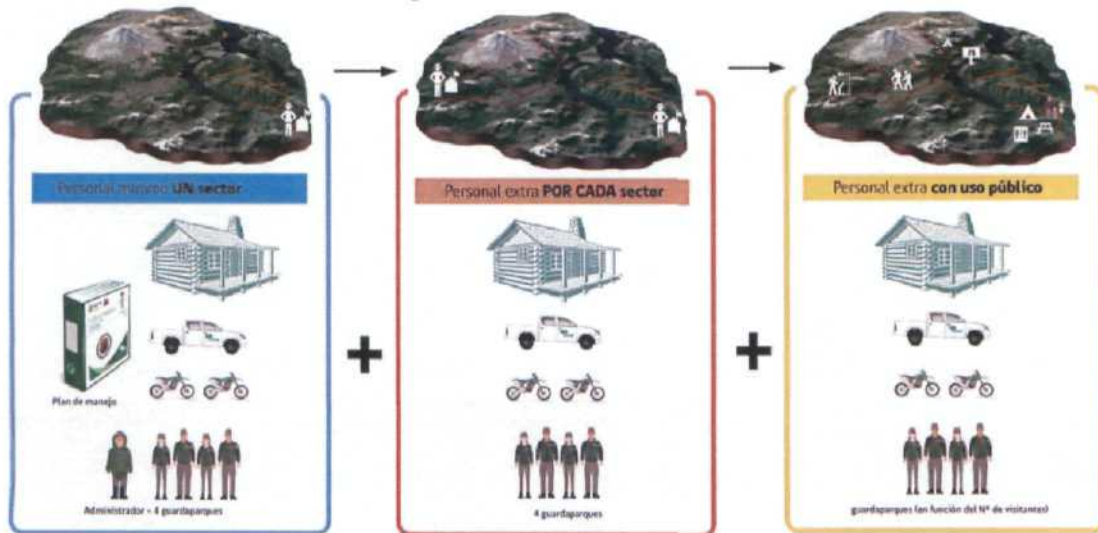 Personal mínimo UN sector
Personal extra POR CADA sector
Personal extra con uso público
Plan de manejo
Administrador + 4 guardaparques
4 guardaparques
guardaparques (en función del Nº de visitantes)